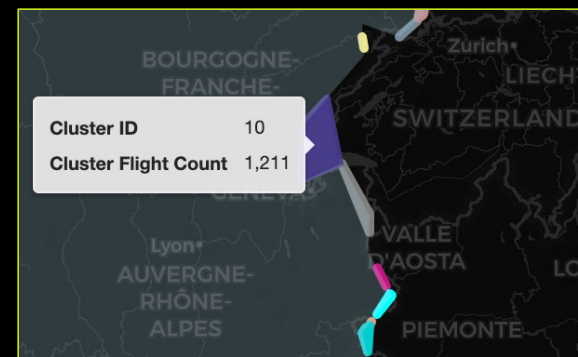 BOURGOGNE-
FRANCHE-
Zurich
LIECH
SWITZERLAND
Cluster ID 10
Cluster Flight Count 1,211
GENEVA
Lyon
VALLE
D'AOSTA
LO
AUVERGNE-
RHÔNE-
ALPES
PIEMONTE